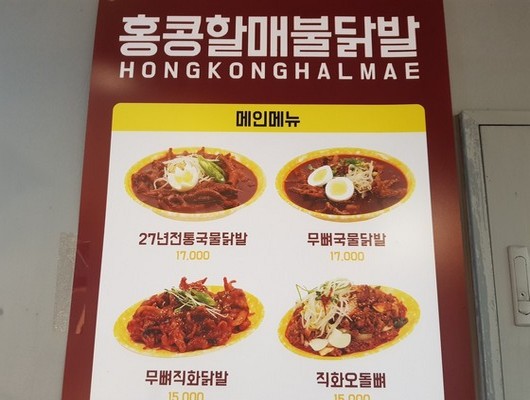 홍콩할매불닭발
HONGKONGHALMAE
메인메뉴
27년전통국물닭발 무뼈국물닭발
17,000 17,000
무뼈직화닭발 직화오돌뼈
15,000 15,000